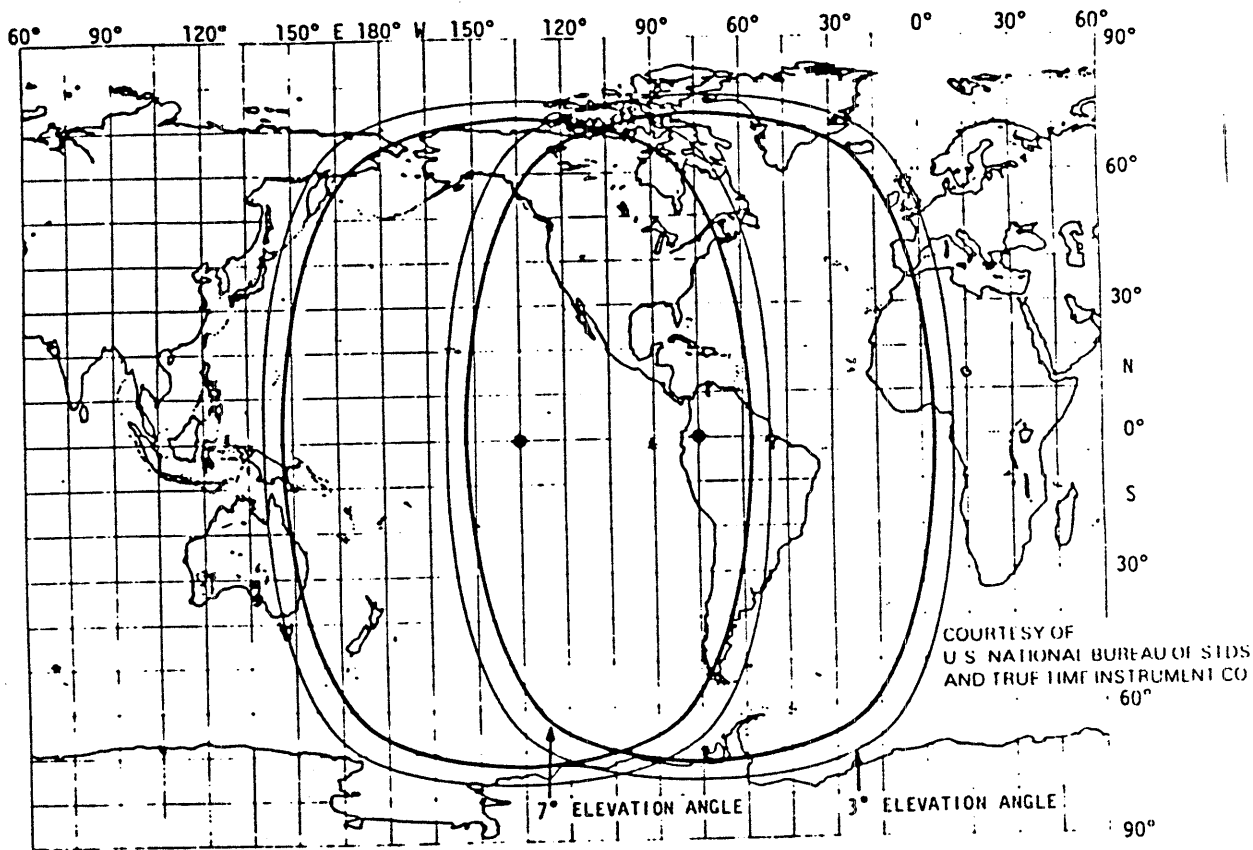 60° 90° 120° 150° E 180° W 150° 120° 90° 60° 30° 0° 30° 60° 90°
60°
30°
N
0°
S
30°
COURTESY OF
U.S. NATIONAL BUREAU OF STDS
AND TRUE TIME INSTRUMENT CO
60°
7° ELEVATION ANGLE
3° ELEVATION ANGLE
90°